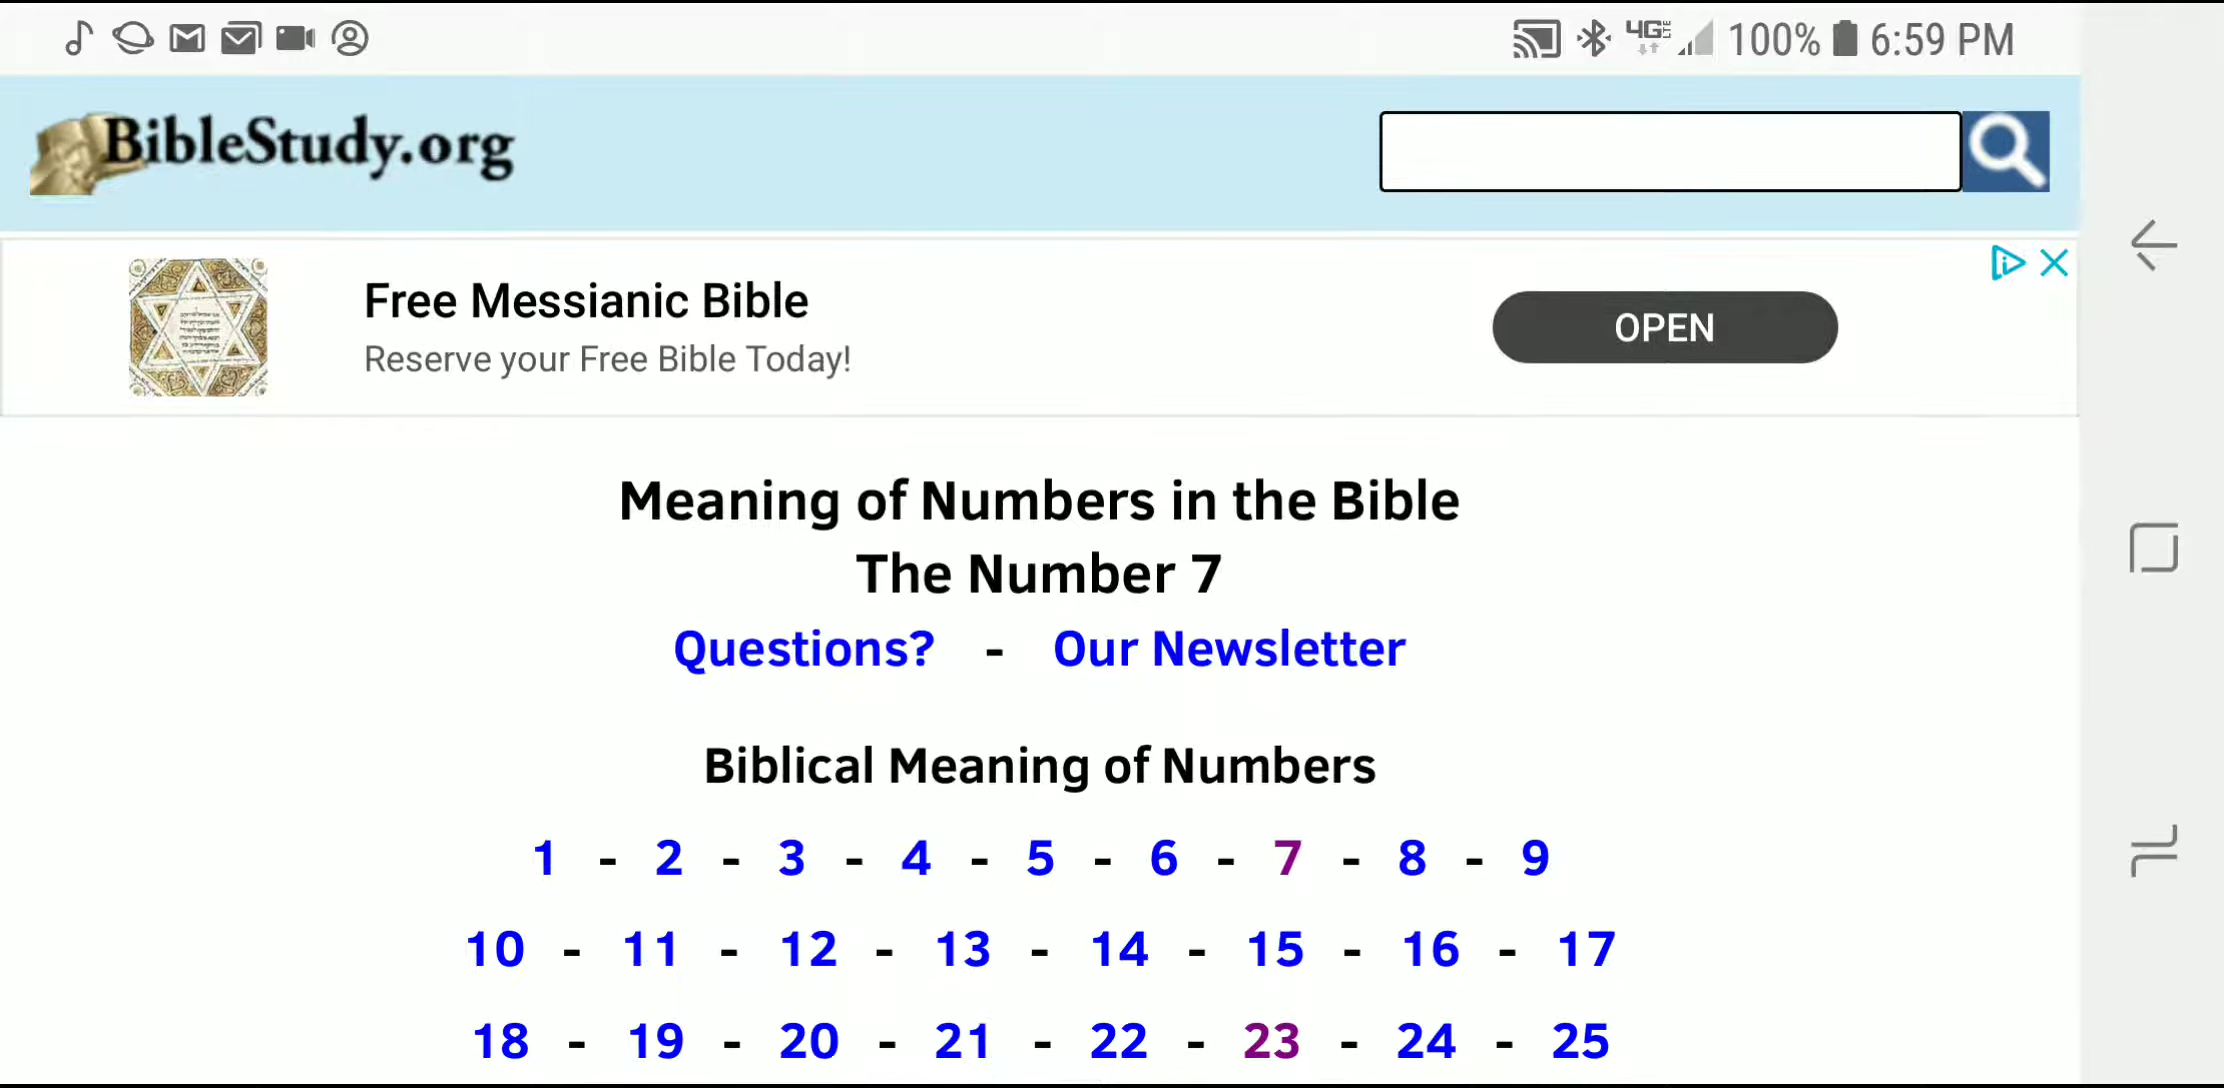 4G LTE 100% 6:59 PM
BibleStudy.org
Free Messianic Bible
Reserve your Free Bible Today!
OPEN
Meaning of Numbers in the Bible
The Number 7
Questions? - Our Newsletter
Biblical Meaning of Numbers
1 - 2 - 3 - 4 - 5 - 6 - 7 - 8 - 9
10 - 11 - 12 - 13 - 14 - 15 - 16 - 17
18 - 19 - 20 - 21 - 22 - 23 - 24 - 25